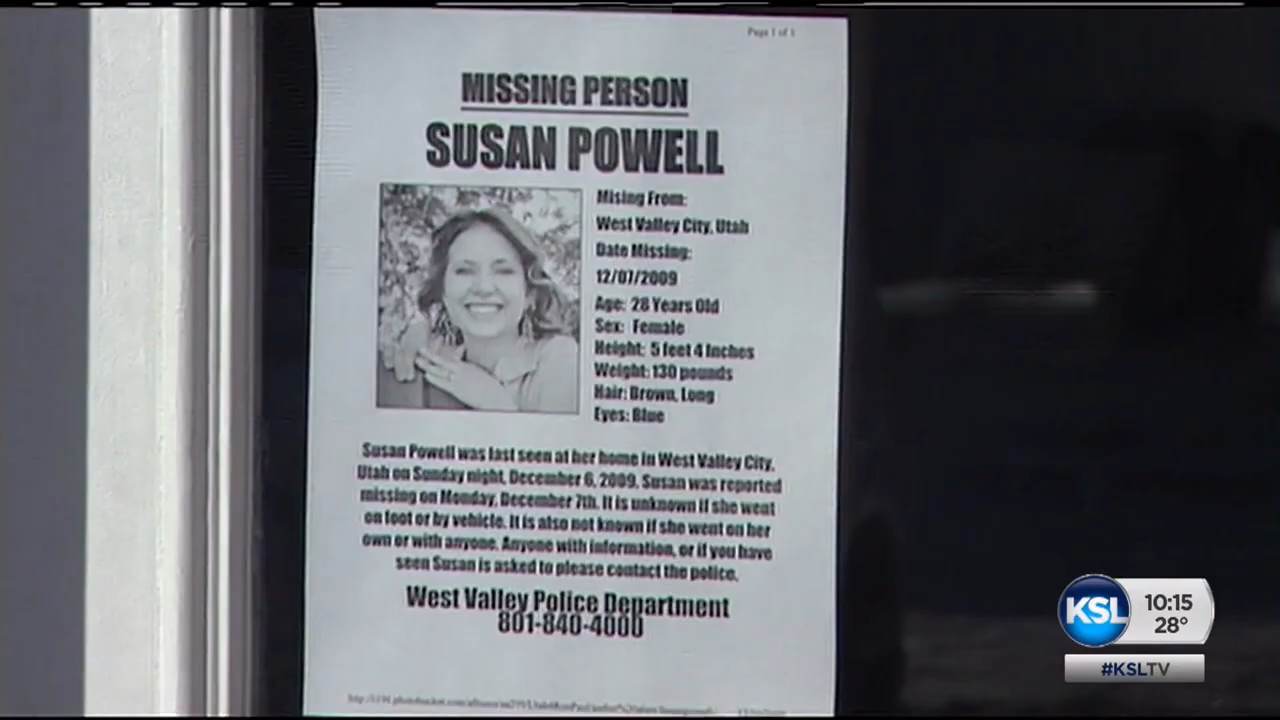 Page 1 of 1
MISSING PERSON
SUSAN POWELL
Mising From:
West Valley City, Utah
Date Missing:
12/07/2009
Age: 28 Years Old
Sex: Female
Height: 5 feet 4 Inches
Weight: 130 pounds
Hair: Brown, Long
Eyes: Blue
Susan Powell was last seen at her home in West Valley City,
Utah on Sunday night, December 6, 2009. Susan was reported
missing on Monday, December 7th. It is unknown if she went
on foot or by vehicle. It is also not known if she went on her
own or with anyone. Anyone with information, or if you have
seen Susan is asked to please contact the police.
West Valley Police Department
801-840-4000
KSL
10:15
28°
#KSLTV